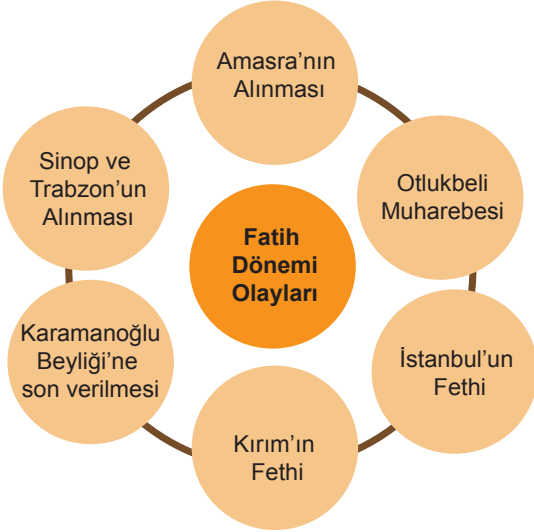 Amasra’nın
Alınması
Sinop ve
Trabzon’un
Alınması
Otlukbeli
Muharebesi
Fatih
Dönemi
Olayları
Karamanoğlu
Beyliği’ne
son verilmesi
İstanbul’un
Fethi
Kırım’ın
Fethi